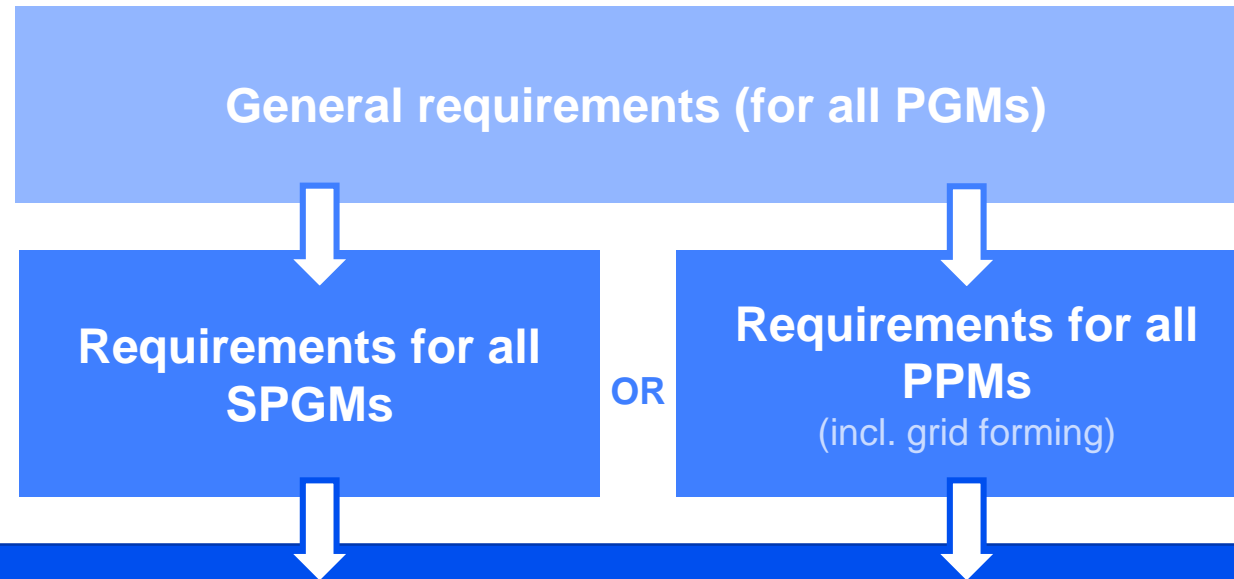 General requirements (for all PGMs)
Requirements for all
SPGMs
OR
Requirements for all
PPMs
(incl. grid forming)